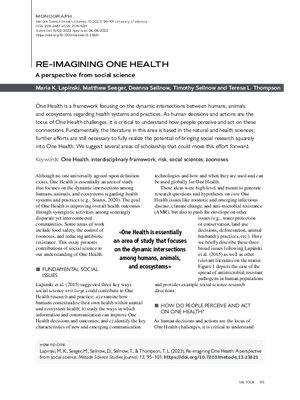 MONOGRAPH
Mètode Science Studies Journal, 13 (2023): 95–101. University of Valencia.
ISSN: 2174-3487. eISSN: 2174-9221.
https://doi.org/10.7203/metode.13.23521
RE-IMAGINING ONE HEALTH
A perspective from social science
Maria K. Lapinski, Matthew Seeger, Deanna Sellnow, Timothy Sellnow and Teresa L. Thompson
One Health is a framework focusing on the dynamic intersections between humans, animals,
and ecosystems regarding health systems and practices. As human decisions and actions are the
locus of One Health challenges, it is critical to understand how people perceive and act on these
connections. Fundamentally, the literature in this area is based in the natural and health sciences;
further efforts are still necessary to fully realize the potential of bringing social research squarely
into One Health. We suggest several areas of scholarship that could move this effort forward.
Keywords: One Health, interdisciplinary framework, risk, social sciences, zoonoses.
Although no one universally agreed upon definition
exists, One Health is essentially an area of study
that focuses on the dynamic intersections among
humans, animals, and ecosystems regarding health
systems and practices (e.g., Soares, 2020). The goal
of One Health is improving overall health outcomes
through synergistic activities among seemingly
disparate yet interconnected
communities. Some areas of work
include food safety, the control of
zoonoses, and reducing antibiotic
resistance. This essay presents
contributions of social science to
our understanding of One Health.
FUNDAMENTAL SOCIAL
ISSUES
Lapinski et al. (2015) suggested three key ways
social science writ large could contribute to One
Health research and practice: a) examine how
humans contextualize their own health within animal
and ecosystem health; b) study the ways in which
information and communication can improve One
Health decisions and outcomes; and c) identify the key
characteristics of new and emerging communication
«One Health is essentially
an area of study that focuses
on the dynamic intersections
among humans, animals,
and ecosystems»
technologies and how and when they are used and can
be used globally for One Health.
These ideas were high-level and meant to generate
research questions and hypotheses on core One
Health issues like zoonotic and emerging infectious
disease, climate change, and anti-microbial resistance
(AMR), but also to push the envelope on other
issues (e.g., water protection
or conservation, land use
decisions, deforestation, animal
husbandry practices, etc.). Here
we briefly describe these three
broad issues following Lapinski
et al. (2015) as well as other
relevant literature on the matter.
Figure 1 depicts the case of the
spread of antimicrobial resistant
pathogens in human populations
and provides example social science research
directions.
HOW DO PEOPLE PERCEIVE AND ACT
ON ONE HEALTH?
As human decisions and actions are the locus of
One Health challenges, it is critical to understand
HOW TO CITE:
Lapinski, M. K., Seeger, M., Sellnow, D., Sellnow, T., & Thompson, T. L. (2023). Re-imagining One Health: A perspective
from social science. Metode Science Studies Journal, 13, 95–101. https://doi.org/10.7203/metode.13.23521
MÈTODE 95